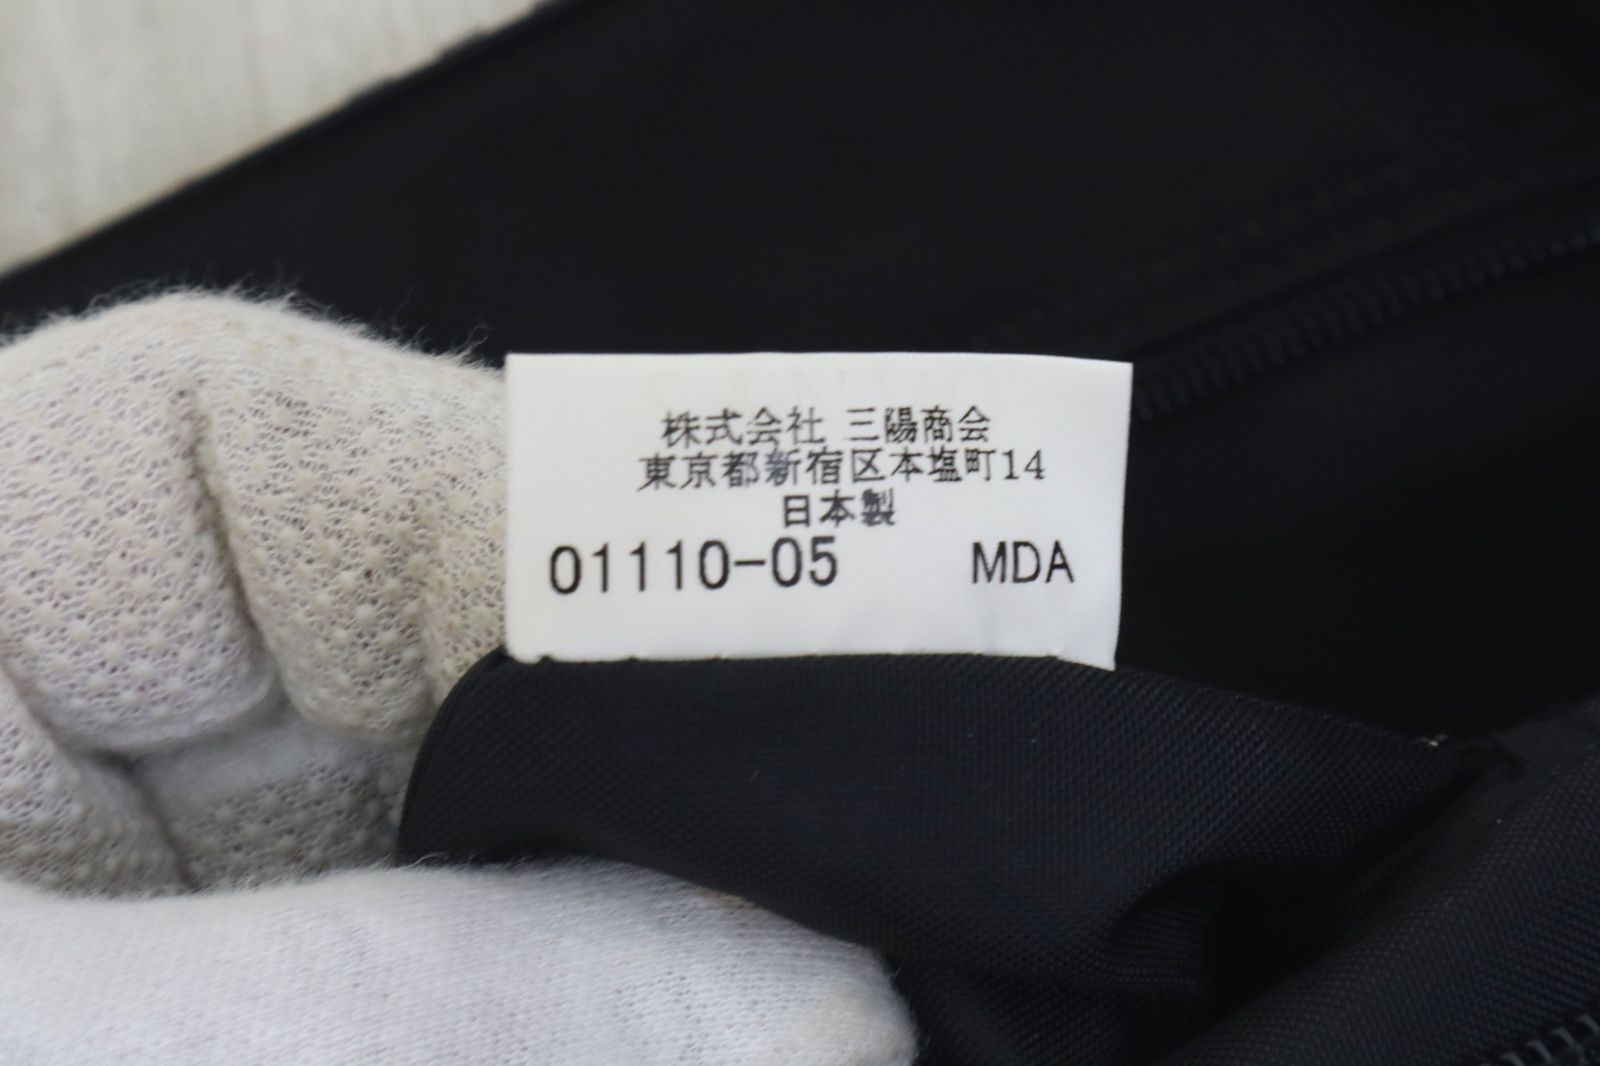 株式会社 三陽商会
東京都新宿区本塩町14
日本製
01110-05 MDA